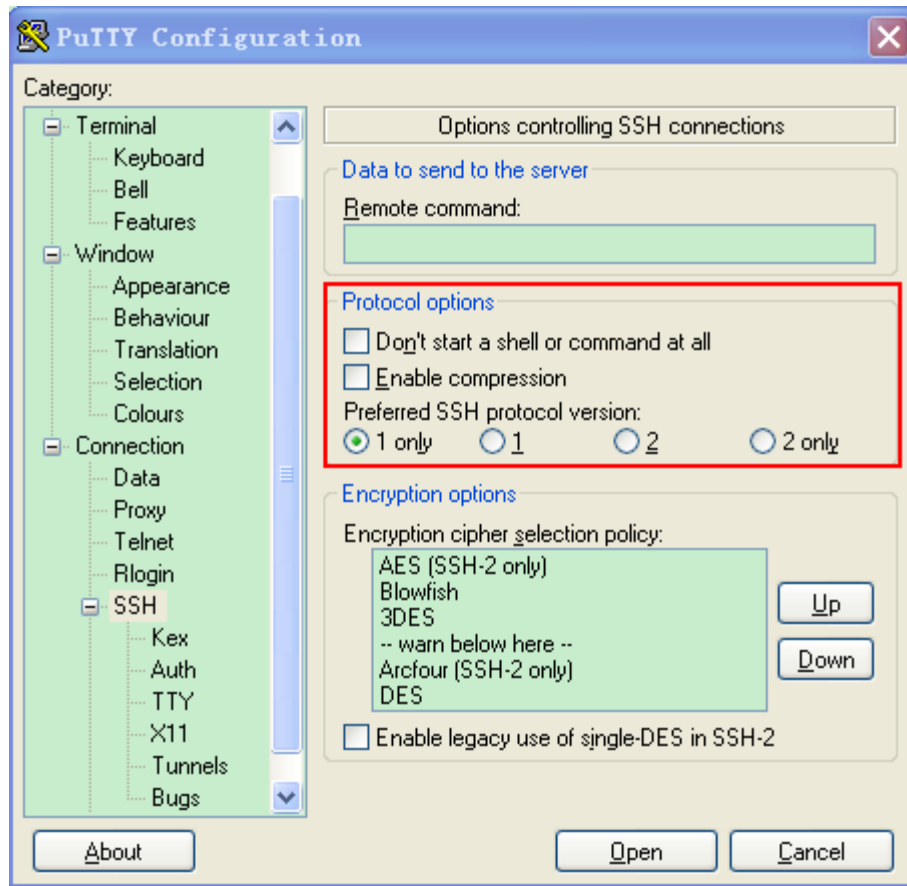 PuTTY Configuration
Category:
Terminal
Keyboard
Bell
Features
Window
Appearance
Behaviour
Translation
Selection
Colours
Connection
Data
Proxy
Telnet
Rlogin
SSH
Kex
Auth
TTY
X11
Tunnels
Bugs
Options controlling SSH connections
Data to send to the server
Remote command:
Protocol options
Don't start a shell or command at all
Enable compression
Preferred SSH protocol version:
1 only 1 2 2 only
Encryption options
Encryption cipher selection policy:
AES (SSH-2 only)
Blowfish
3DES
-- warn below here --
Arcfour (SSH-2 only)
DES
Up
Down
Enable legacy use of single-DES in SSH-2
About Open Cancel